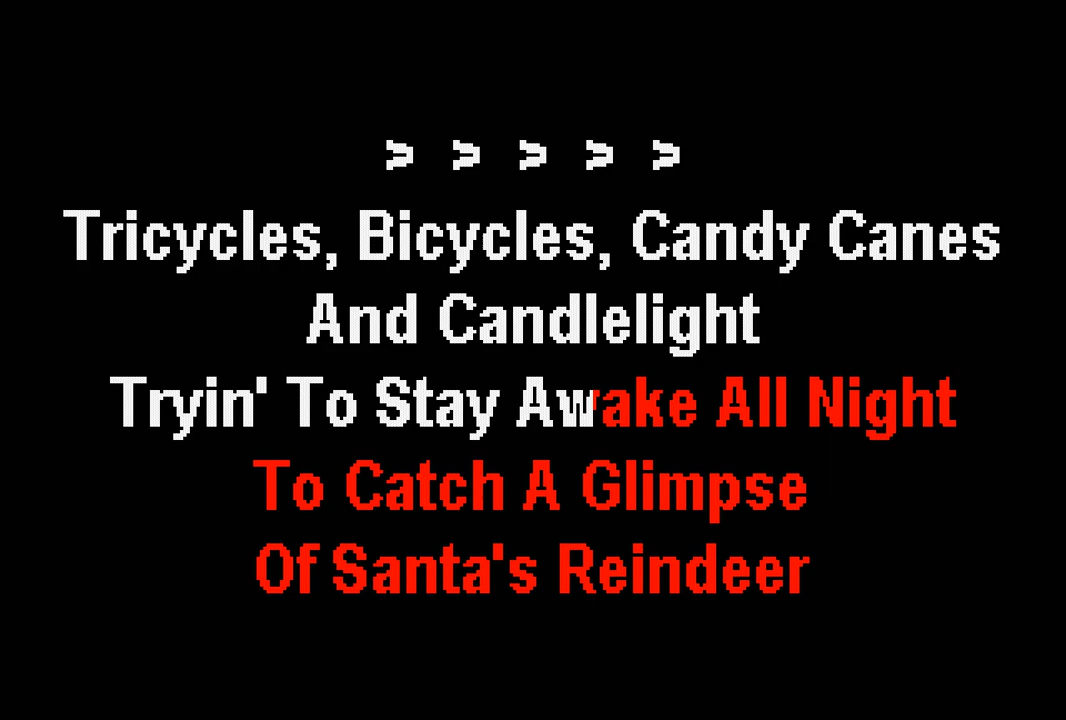 > > > > >
Tricycles, Bicycles, Candy Canes
And Candlelight
Tryin' To Stay Awake All Night
To Catch A Glimpse
Of Santa's Reindeer